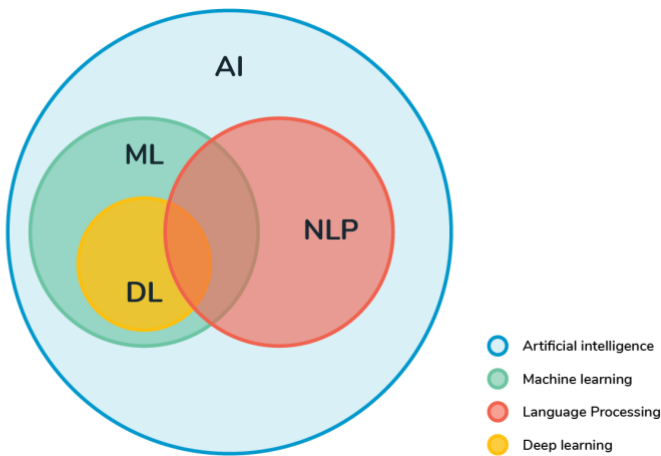 AI
ML
NLP
DL
Artificial intelligence
Machine learning
Language Processing
Deep learning